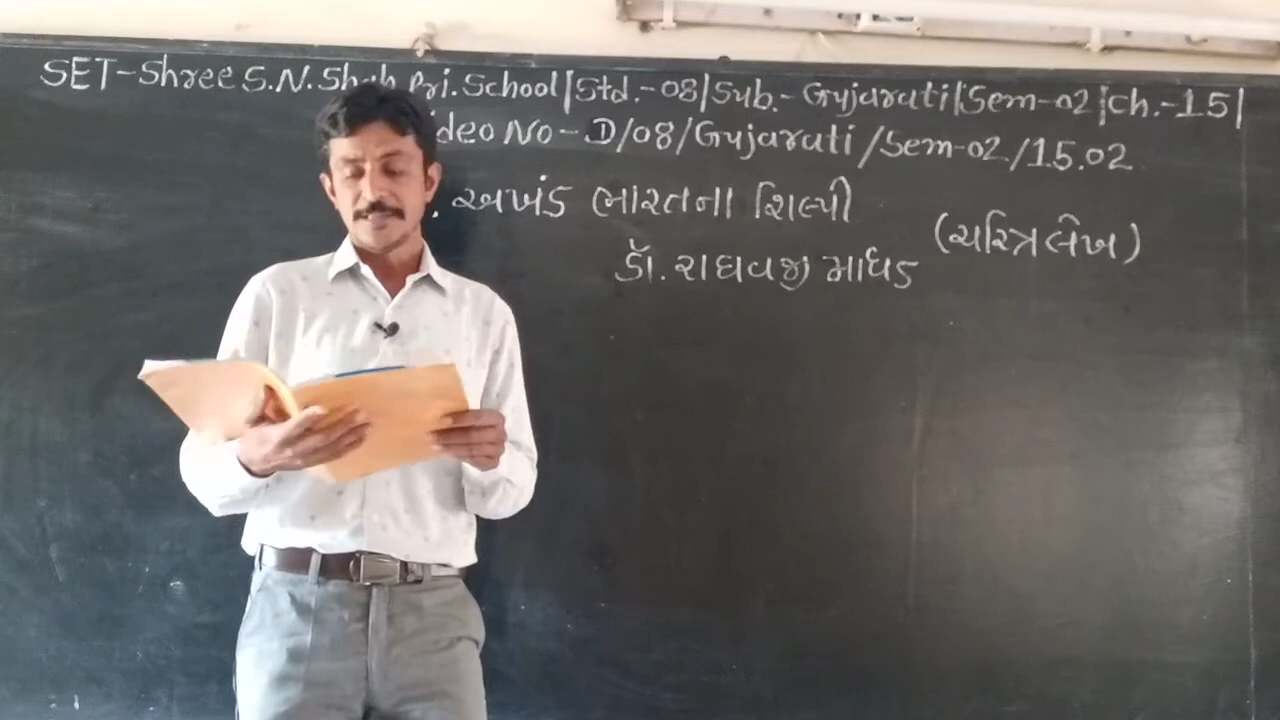 SET-Shree S.N.Shah Pri.School|Std.-08|Sub.-Gujarati|Sem-02|Ch.-15|
ideo No-D/08/Gujarati/Sem-02/15.02
. અખંડ ભારતના શિલ્પી
(ચરિત્રલેખ)
ડૉ. રાઘવજી માધડ